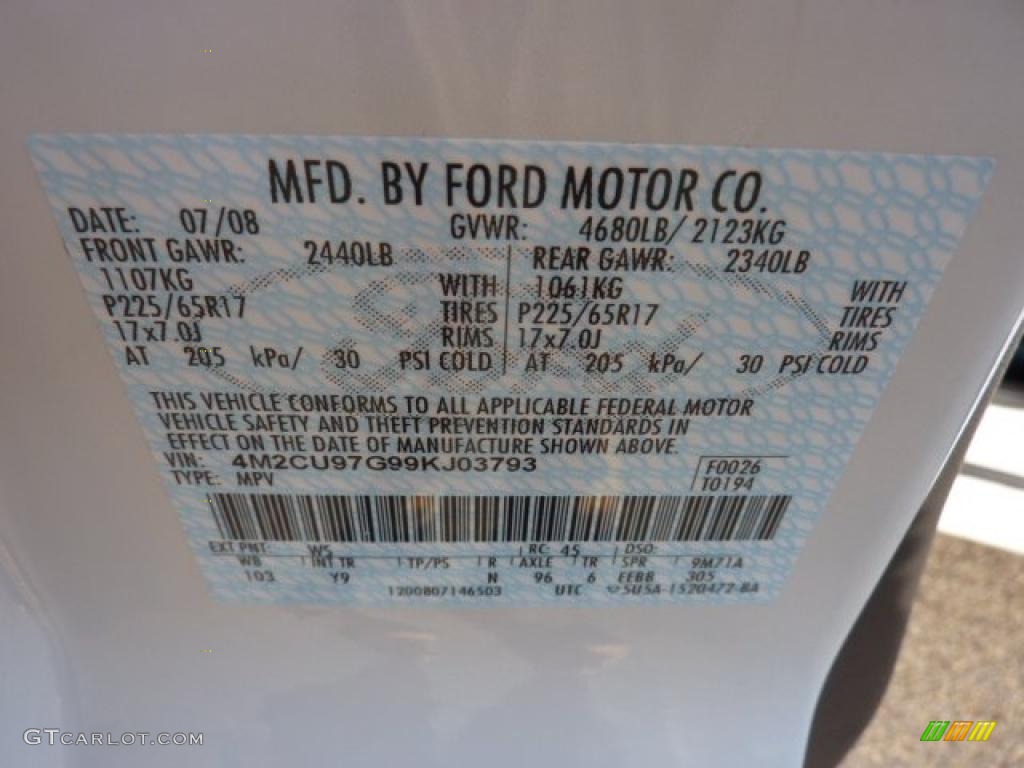 MFD. BY FORD MOTOR CO.
DATE: 07/08 GVWR: 4680LB/ 2123KG
FRONT GAWR: 2440LB REAR GAWR: 2340LB
1107KG WITH 1061KG WITH
P225/65R17 TIRES P225/65R17 TIRES
17x7.0J RIMS 17x7.0J RIMS
AT 205 kPa/ 30 PSI COLD AT 205 kPa/ 30 PSI COLD
THIS VEHICLE CONFORMS TO ALL APPLICABLE FEDERAL MOTOR
VEHICLE SAFETY AND THEFT PREVENTION STANDARDS IN
EFFECT ON THE DATE OF MANUFACTURE SHOWN ABOVE.
VIN: 4M2CU97G99KJ03793 F0026
TYPE: MPV T0194
EXT PNT: W5 RC: 45 DSO:
WB INT TR TP/PS R AXLE TR SPR 9M71A
103 Y9 N 96 6 EEBB 305
1200807146503 UTC 5U5A-1520472-BA
GTCARLOT.COM